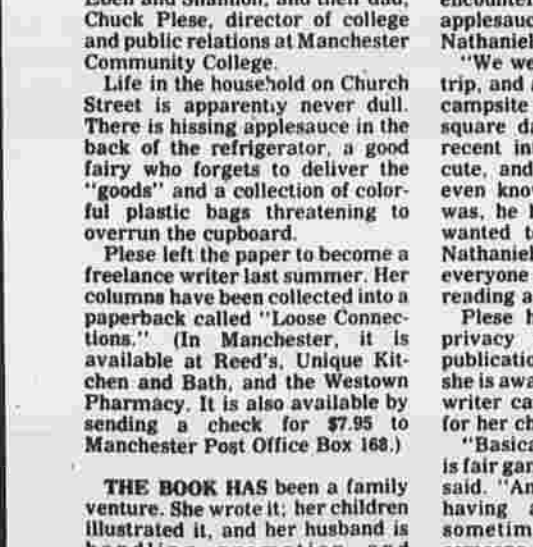 Chuck Plese, director of college
and public relations at Manchester
Community College.
Life in the household on Church
Street is apparently never dull.
There is hissing applesauce in the
back of the refrigerator, a good
fairy who forgets to deliver the
"goods" and a collection of color-
ful plastic bags threatening to
overrun the cupboard.
Plese left the paper to become a
freelance writer last summer. Her
columns have been collected into a
paperback called "Loose Connec-
tions." (In Manchester, it is
available at Reed's, Unique Kit-
chen and Bath, and the Westown
Pharmacy. It is also available by
sending a check for $7.95 to
Manchester Post Office Box 168.)
THE BOOK HAS been a family
venture. She wrote it; her children
illustrated it, and her husband is
applesauc
Nathaniel
"We we
trip, and
campsite
square da
recent in
cute, and
even know
was, he
wanted t
Nathaniel
everyone
reading a
Plese h
privacy
publicatio
she is awa
writer ca
for her ch
"Basica
is fair gan
said. "An
having a
sometim